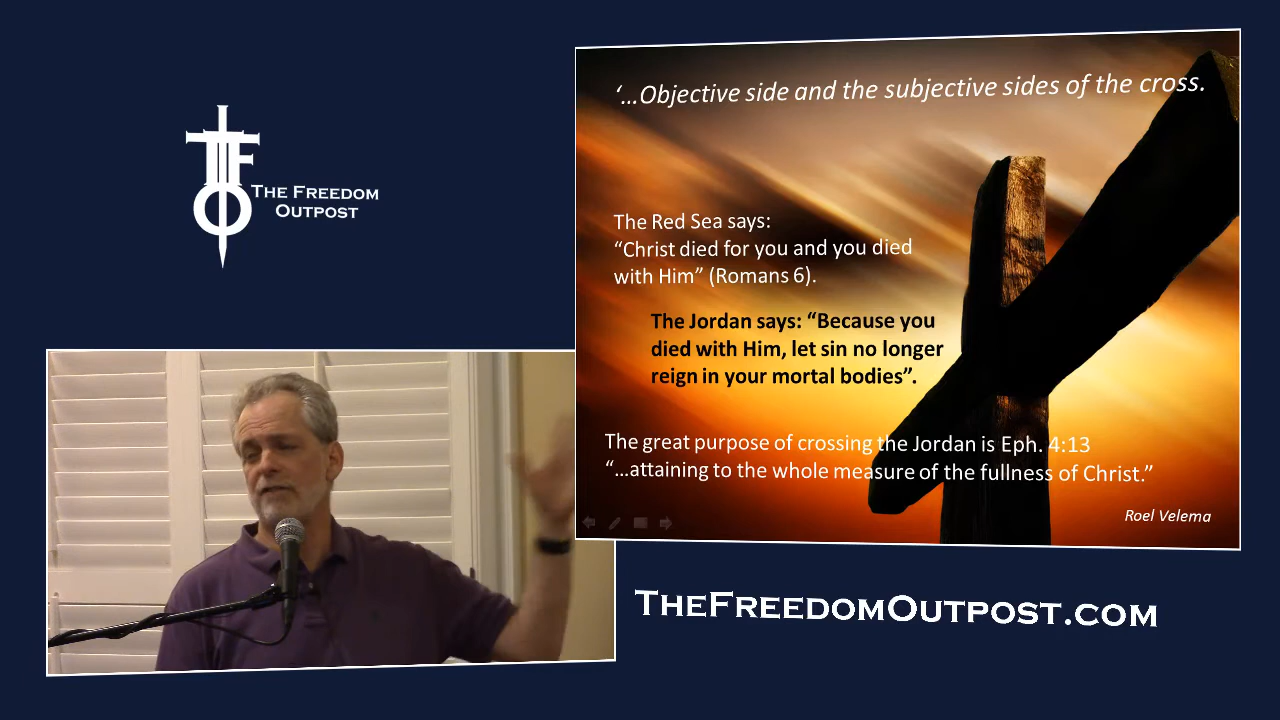 ‘...Objective side and the subjective sides of the cross.
The Red Sea says:
“Christ died for you and you died
with Him” (Romans 6).
The Jordan says: “Because you
died with Him, let sin no longer
reign in your mortal bodies”.
The great purpose of crossing the Jordan is Eph. 4:13
“...attaining to the whole measure of the fullness of Christ.”
Roel Velema
TFO
The Freedom
Outpost
TheFreedomOutpost.com